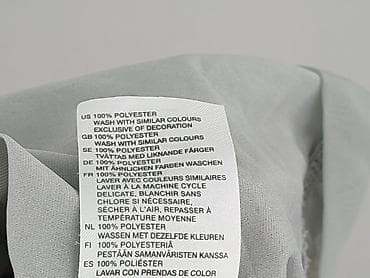 US 100% POLYESTER
WASH WITH SIMILAR COLOURS
EXCLUSIVE OF DECORATION
GB 100% POLYESTER
WASH WITH SIMILAR COLOURS
SE 100% POLYESTER
TVÄTTAS MED LIKNANDE FÄRGER
DE 100% POLYESTER
MIT ÄHNLICHEN FARBEN WASCHEN
FR 100% POLYESTER
LAVER AVEC COULEURS SIMILAIRES
LAVER À LA MACHINE CYCLE
DELICATE, BLANCHIR SANS
CHLORE SI NÉCESSAIRE,
SÉCHER À L'AIR, REPASSER À
TEMPÉRATURE MOYENNE
NL 100% POLYESTER
WASSEN MET DEZELFDE KLEUREN
FI 100% POLYESTERIÄ
PESTÄÄN SAMANVÄRISTEN KANSSA
ES 100% POLIÉSTER
LAVAR CON PRENDAS DE COLOR